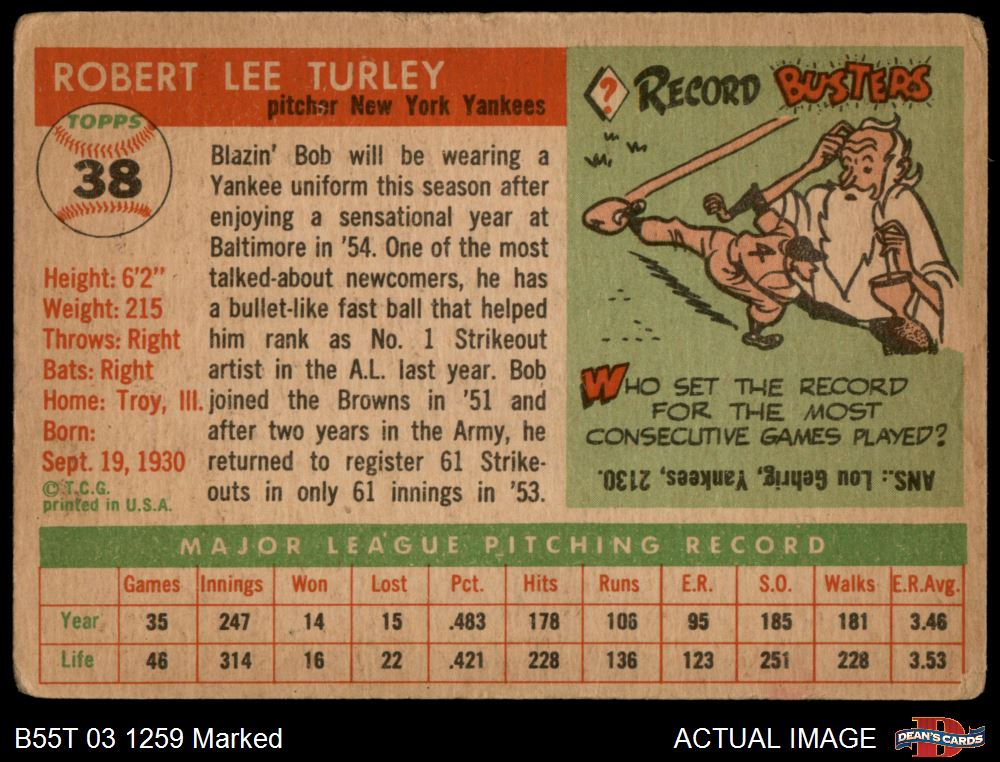 ROBERT LEE TURLEY
pitcher New York Yankees
TOPPS
38
Height: 6'2"
Weight: 215
Throws: Right
Bats: Right
Home: Troy, Ill.
Born:
Sept. 19, 1930
© T.C.G.
printed in U.S.A.
Blazin' Bob will be wearing a
Yankee uniform this season after
enjoying a sensational year at
Baltimore in '54. One of the most
talked-about newcomers, he has
a bullet-like fast ball that helped
him rank as No. 1 Strikeout
artist in the A.L. last year. Bob
joined the Browns in '51 and
after two years in the Army, he
returned to register 61 Strike-
outs in only 61 innings in '53.
? RECORD BUSTERS
4
WHO SET THE RECORD
FOR THE MOST
CONSECUTIVE GAMES PLAYED?
ANS.: Lou Gehrig, Yankees, 2130.
MAJOR LEAGUE PITCHING RECORD
Games Innings Won Lost Pct. Hits Runs E.R. S.O. Walks E.R.Avg.
Year 35 247 14 15 .483 178 106 95 185 181 3.46
Life 46 314 16 22 .421 228 136 123 251 228 3.53
B55T 03 1259 Marked
ACTUAL IMAGE
DEAN'S CARDS